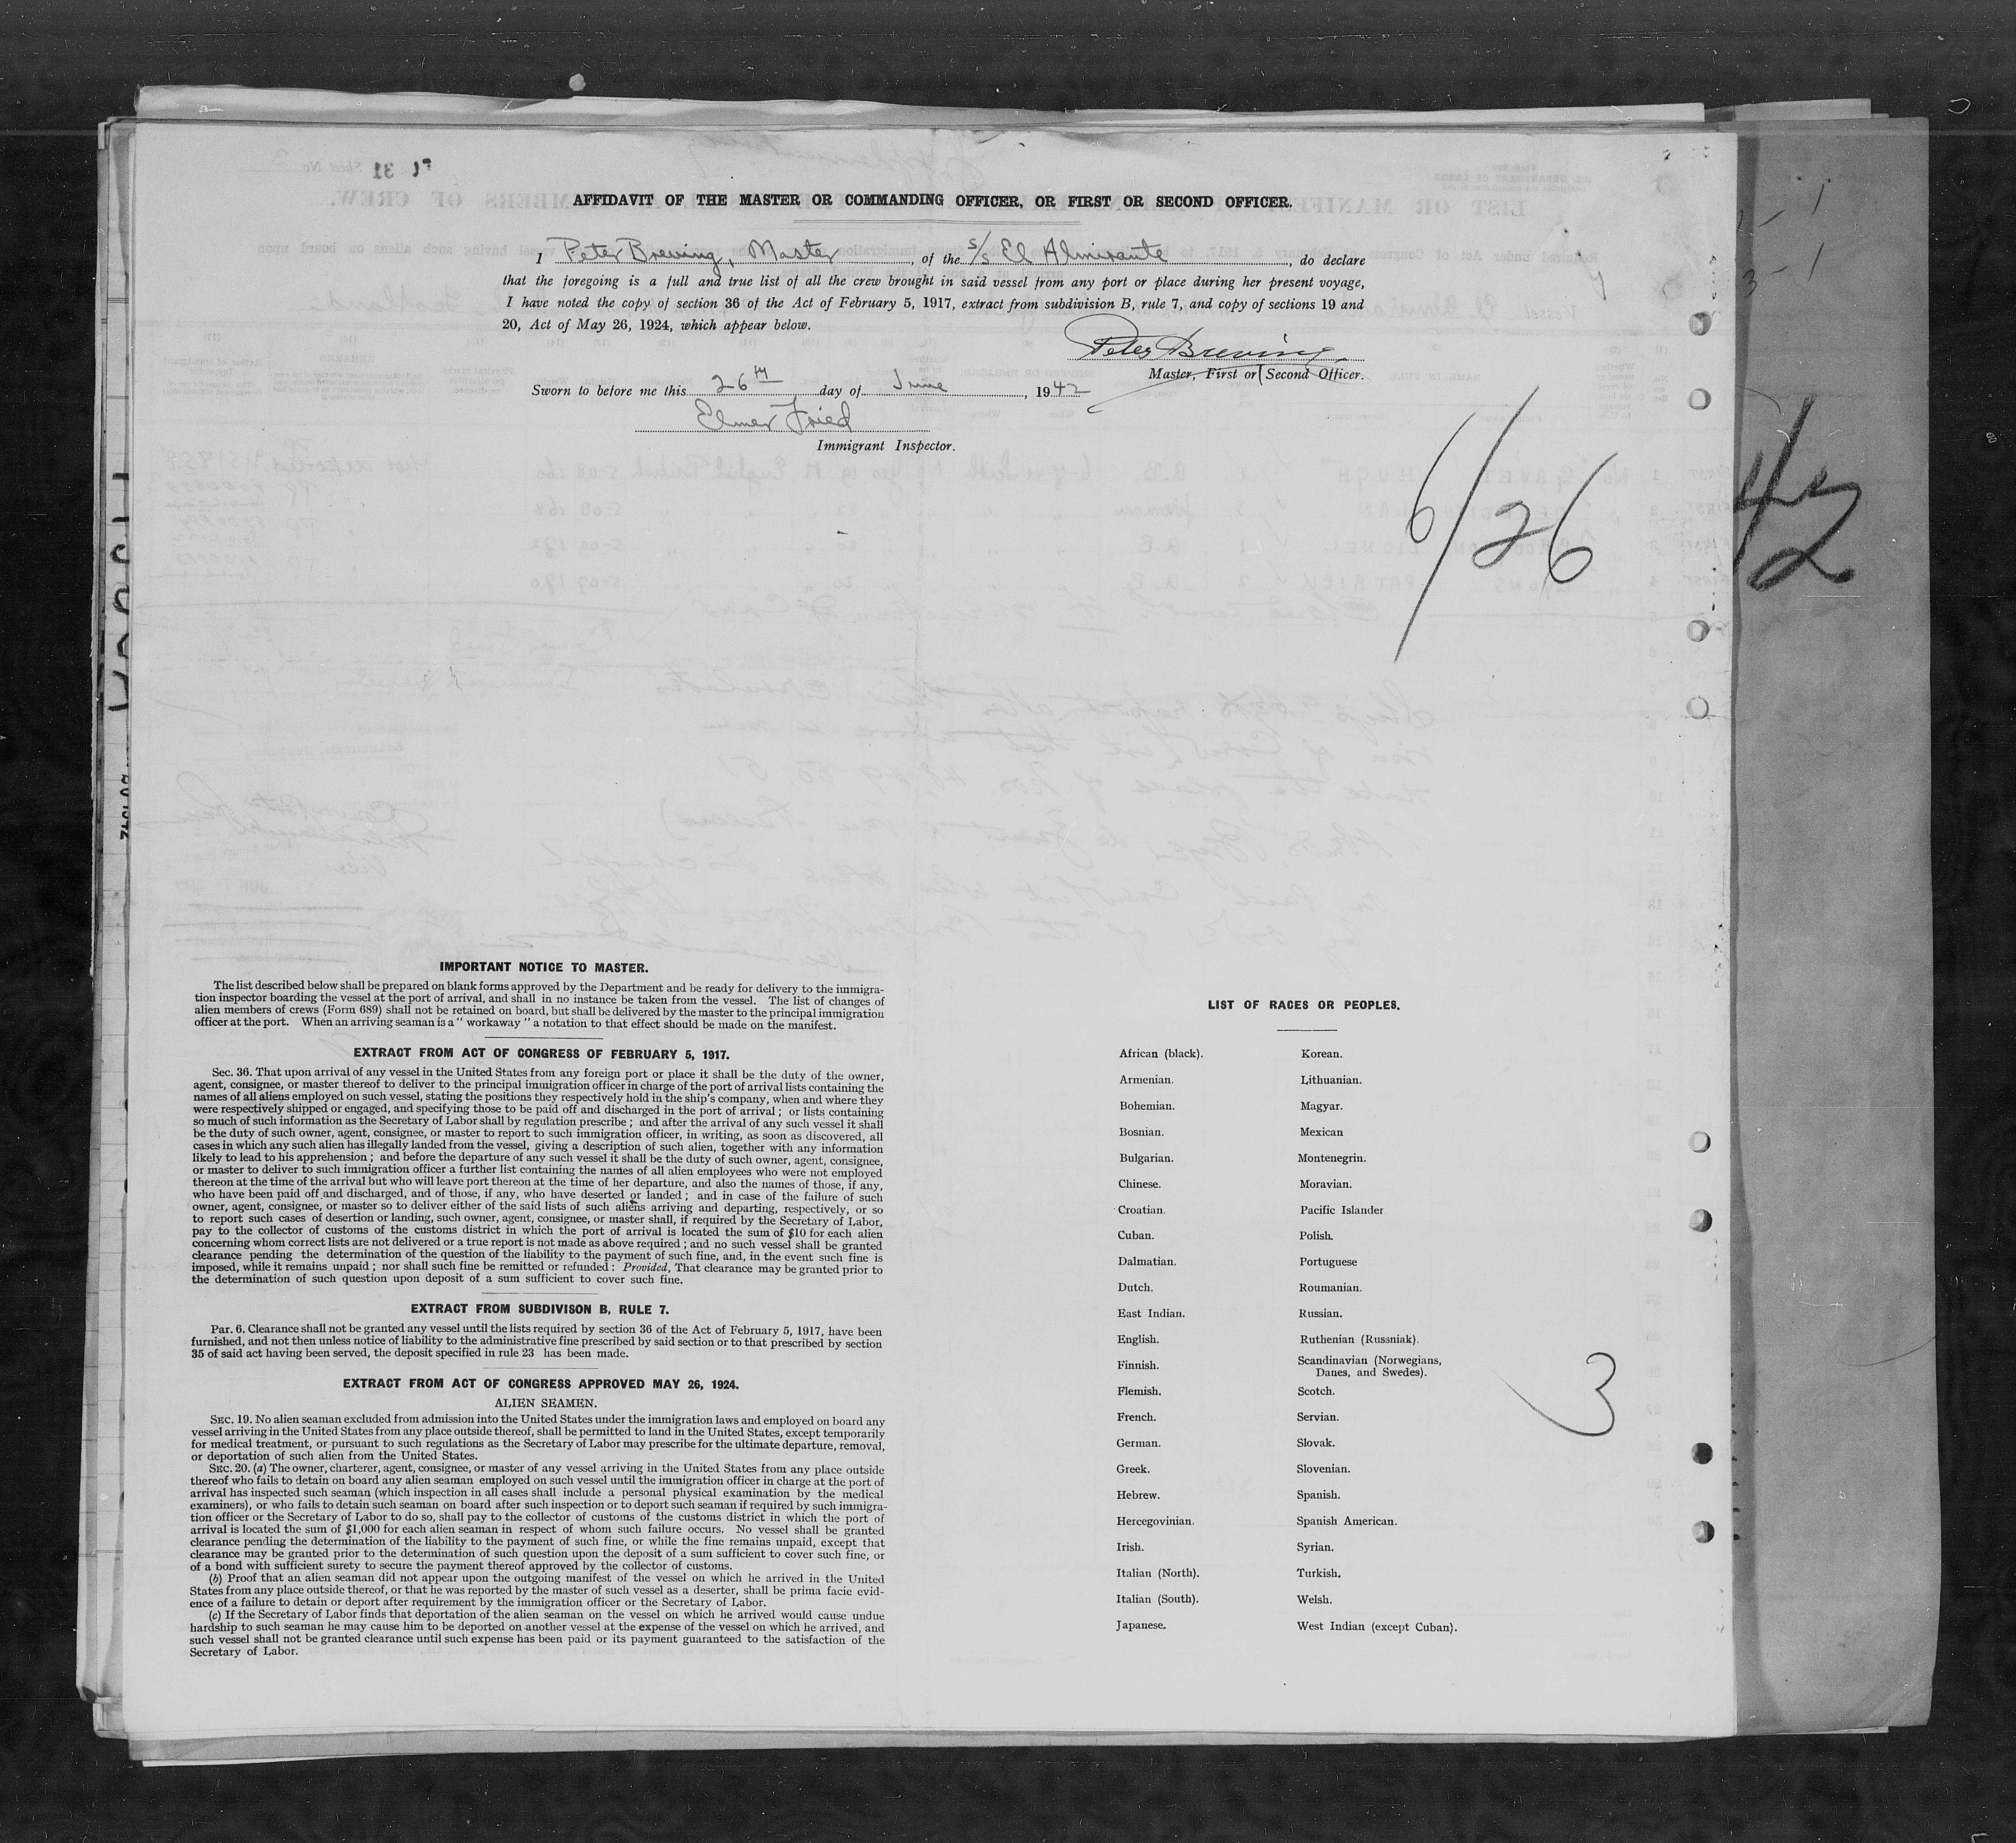 AFFIDAVIT OF THE MASTER OR COMMANDING OFFICER, OR FIRST OR SECOND OFFICER.
I Peter Breving, Master, of the S/S El Almirante, do declare
that the foregoing is a full and true list of all the crew brought in said vessel from any port or place during her present voyage,
I have noted the copy of section 36 of the Act of February 5, 1917, extract from subdivision B, rule 7, and copy of sections 19 and
20, Act of May 26, 1924, which appear below.
Peter Breving
Master, First or Second Officer.
Sworn to before me this 26th day of June, 1942
Elmer Fried
Immigrant Inspector.
6/26
42
IMPORTANT NOTICE TO MASTER.
The list described below shall be prepared on blank forms approved by the Department and be ready for delivery to the immigra-
tion inspector boarding the vessel at the port of arrival, and shall in no instance be taken from the vessel. The list of changes of
alien members of crews (Form 689) shall not be retained on board, but shall be delivered by the master to the principal immigration
officer at the port. When an arriving seaman is a " workaway " a notation to that effect should be made on the manifest.
EXTRACT FROM ACT OF CONGRESS OF FEBRUARY 5, 1917.
Sec. 36. That upon arrival of any vessel in the United States from any foreign port or place it shall be the duty of the owner,
agent, consignee, or master thereof to deliver to the principal immigration officer in charge of the port of arrival lists containing the
names of all aliens employed on such vessel, stating the positions they respectively hold in the ship's company, when and where they
were respectively shipped or engaged, and specifying those to be paid off and discharged in the port of arrival ; or lists containing
so much of such information as the Secretary of Labor shall by regulation prescribe ; and after the arrival of any such vessel it shall
be the duty of such owner, agent, consignee, or master to report to such immigration officer, in writing, as soon as discovered, all
cases in which any such alien has illegally landed from the vessel, giving a description of such alien, together with any information
likely to lead to his apprehension ; and before the departure of any such vessel it shall be the duty of such owner, agent, consignee,
or master to deliver to such immigration officer a further list containing the names of all alien employees who were not employed
thereon at the time of the arrival but who will leave port thereon at the time of her departure, and also the names of those, if any,
who have been paid off and discharged, and of those, if any, who have deserted or landed ; and in case of the failure of such
owner, agent, consignee, or master so to deliver either of the said lists of such aliens arriving and departing, respectively, or so
to report such cases of desertion or landing, such owner, agent, consignee, or master shall, if required by the Secretary of Labor,
pay to the collector of customs of the customs district in which the port of arrival is located the sum of $10 for each alien
concerning whom correct lists are not delivered or a true report is not made as above required ; and no such vessel shall be granted
clearance pending the determination of the question of the liability to the payment of such fine, and, in the event such fine is
imposed, while it remains unpaid ; nor shall such fine be remitted or refunded : Provided, That clearance may be granted prior to
the determination of such question upon deposit of a sum sufficient to cover such fine.
EXTRACT FROM SUBDIVISON B, RULE 7.
Par. 6. Clearance shall not be granted any vessel until the lists required by section 36 of the Act of February 5, 1917, have been
furnished, and not then unless notice of liability to the administrative fine prescribed by said section or to that prescribed by section
35 of said act having been served, the deposit specified in rule 23 has been made.
EXTRACT FROM ACT OF CONGRESS APPROVED MAY 26, 1924.
ALIEN SEAMEN.
SEC. 19. No alien seaman excluded from admission into the United States under the immigration laws and employed on board any
vessel arriving in the United States from any place outside thereof, shall be permitted to land in the United States, except temporarily
for medical treatment, or pursuant to such regulations as the Secretary of Labor may prescribe for the ultimate departure, removal,
or deportation of such alien from the United States.
SEC. 20. (a) The owner, charterer, agent, consignee, or master of any vessel arriving in the United States from any place outside
thereof who fails to detain on board any alien seaman employed on such vessel until the immigration officer in charge at the port of
arrival has inspected such seaman (which inspection in all cases shall include a personal physical examination by the medical
examiners), or who fails to detain such seaman on board after such inspection or to deport such seaman if required by such immigra-
tion officer or the Secretary of Labor to do so, shall pay to the collector of customs of the customs district in which the port of
arrival is located the sum of $1,000 for each alien seaman in respect of whom such failure occurs. No vessel shall be granted
clearance pending the determination of the liability to the payment of such fine, or while the fine remains unpaid, except that
clearance may be granted prior to the determination of such question upon the deposit of a sum sufficient to cover such fine, or
of a bond with sufficient surety to secure the payment thereof approved by the collector of customs.
(b) Proof that an alien seaman did not appear upon the outgoing manifest of the vessel on which he arrived in the United
States from any place outside thereof, or that he was reported by the master of such vessel as a deserter, shall be prima facie evid-
ence of a failure to detain or deport after requirement by the immigration officer or the Secretary of Labor.
(c) If the Secretary of Labor finds that deportation of the alien seaman on the vessel on which he arrived would cause undue
hardship to such seaman he may cause him to be deported on another vessel at the expense of the vessel on which he arrived, and
such vessel shall not be granted clearance until such expense has been paid or its payment guaranteed to the satisfaction of the
Secretary of Labor.
LIST OF RACES OR PEOPLES.
African (black). Korean.
Armenian. Lithuanian.
Bohemian. Magyar.
Bosnian. Mexican
Bulgarian. Montenegrin.
Chinese. Moravian.
Croatian. Pacific Islander
Cuban. Polish.
Dalmatian. Portuguese
Dutch. Roumanian.
East Indian. Russian.
English. Ruthenian (Russniak).
Finnish. Scandinavian (Norwegians,
Danes, and Swedes).
Flemish. Scotch.
French. Servian.
German. Slovak.
Greek. Slovenian.
Hebrew. Spanish.
Hercegovinian. Spanish American.
Irish. Syrian.
Italian (North). Turkish.
Italian (South). Welsh.
Japanese. West Indian (except Cuban).
3